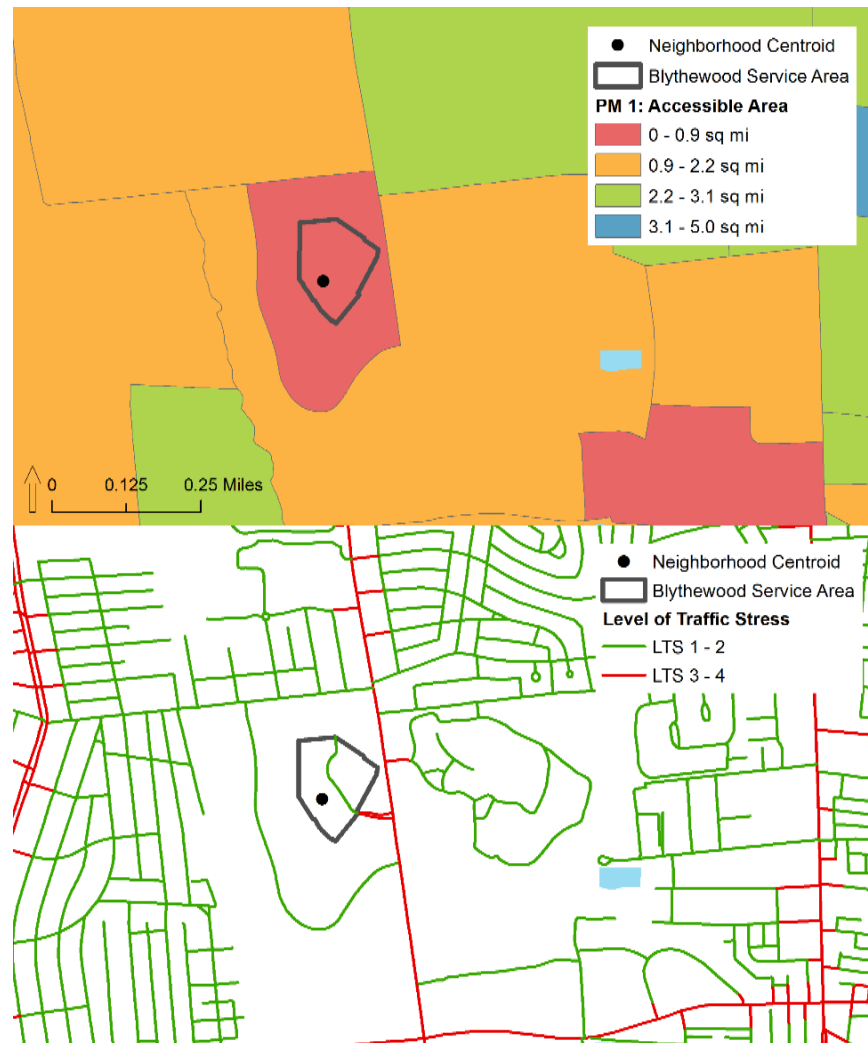 Neighborhood Centroid
Blythewood Service Area
PM 1: Accessible Area
0 - 0.9 sq mi
0.9 - 2.2 sq mi
2.2 - 3.1 sq mi
3.1 - 5.0 sq mi
0 0.125 0.25 Miles
Neighborhood Centroid
Blythewood Service Area
Level of Traffic Stress
LTS 1 - 2
LTS 3 - 4